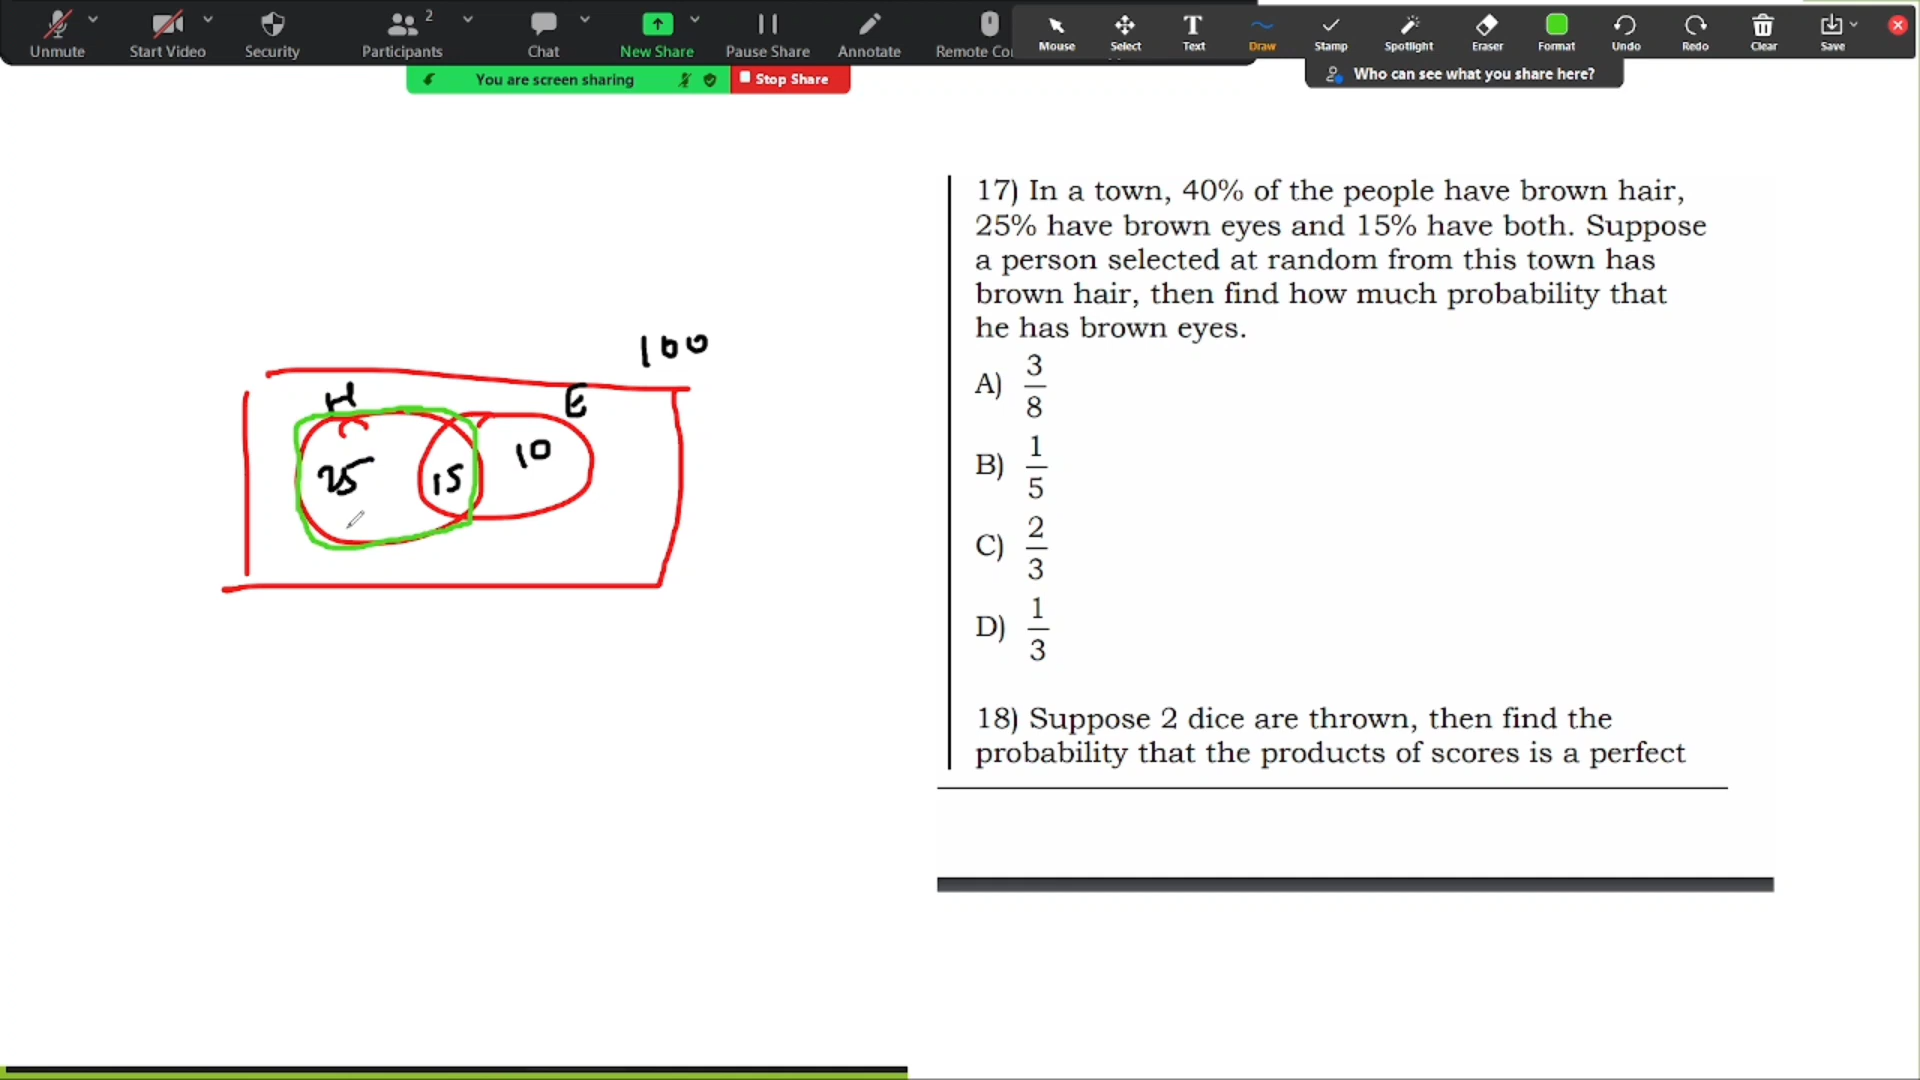 Unmute
Start Video
Security
Participants
2
Chat
New Share
Pause Share
Annotate
Remote Co
Mouse
Select
Text
Draw
Stamp
Spotlight
Eraser
Format
Undo
Redo
Clear
Save
You are screen sharing
Stop Share
Who can see what you share here?
100
H
E
25
15
10
17) In a town, 40% of the people have brown hair,
25% have brown eyes and 15% have both. Suppose
a person selected at random from this town has
brown hair, then find how much probability that
he has brown eyes.
A) 3/8
B) 1/5
C) 2/3
D) 1/3
18) Suppose 2 dice are thrown, then find the
probability that the products of scores is a perfect